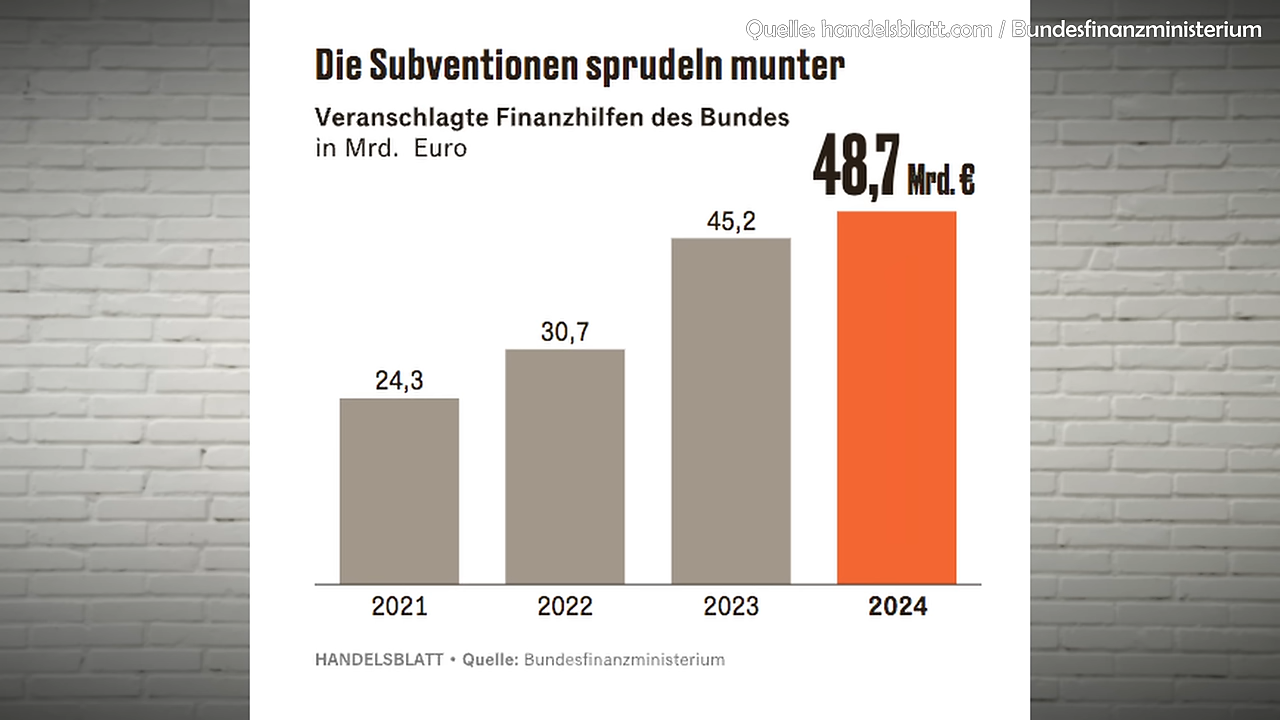 Quelle: handelsblatt.com / Bundesfinanzministerium
Die Subventionen sprudeln munter
Veranschlagte Finanzhilfen des Bundes
in Mrd. Euro
48,7 Mrd. €
45,2
30,7
24,3
2021 2022 2023 2024
HANDELSBLATT • Quelle: Bundesfinanzministerium